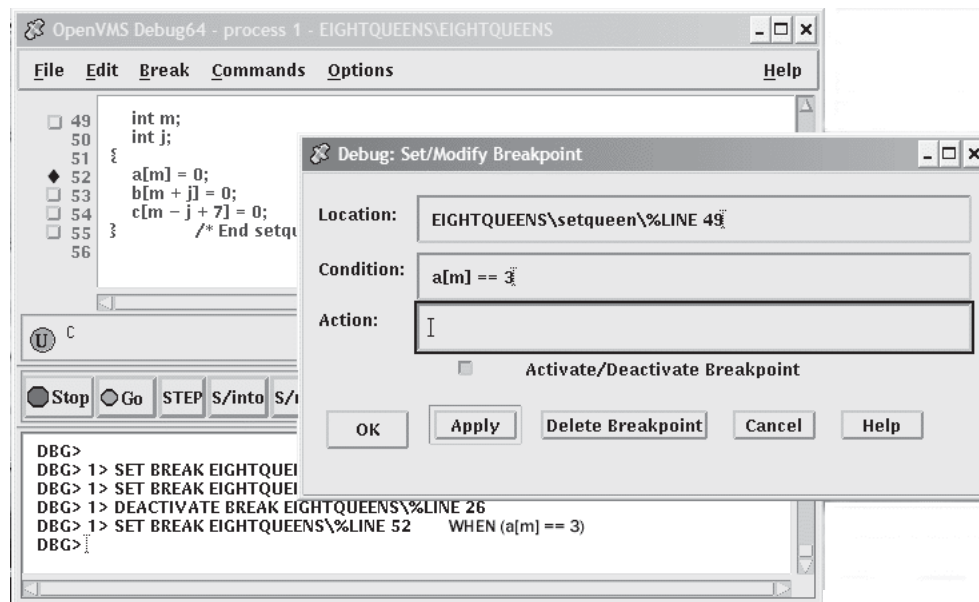 OpenVMS Debug64 - process 1 - EIGHTQUEENS\EIGHTQUEENS
File Edit Break Commands Options Help
49 int m;
50 int j;
51 {
52 a[m] = 0;
53 b[m + j] = 0;
54 c[m – j + 7] = 0;
55 } /* End setqu
56
Debug: Set/Modify Breakpoint
Location: EIGHTQUEENS\setqueen\%LINE 49
Condition: a[m] == 3
Action:
Activate/Deactivate Breakpoint
OK Apply Delete Breakpoint Cancel Help
U C
Stop Go STEP S/into
DBG>
DBG> 1> SET BREAK EIGHTQUEE
DBG> 1> SET BREAK EIGHTQUEE
DBG> 1> DEACTIVATE BREAK EIGHTQUEENS\%LINE 26
DBG> 1> SET BREAK EIGHTQUEENS\%LINE 52 WHEN (a[m] == 3)
DBG>